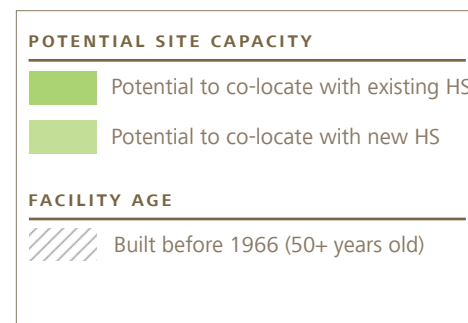 POTENTIAL SITE CAPACITY
Potential to co-locate with existing HS
Potential to co-locate with new HS
FACILITY AGE
Built before 1966 (50+ years old)